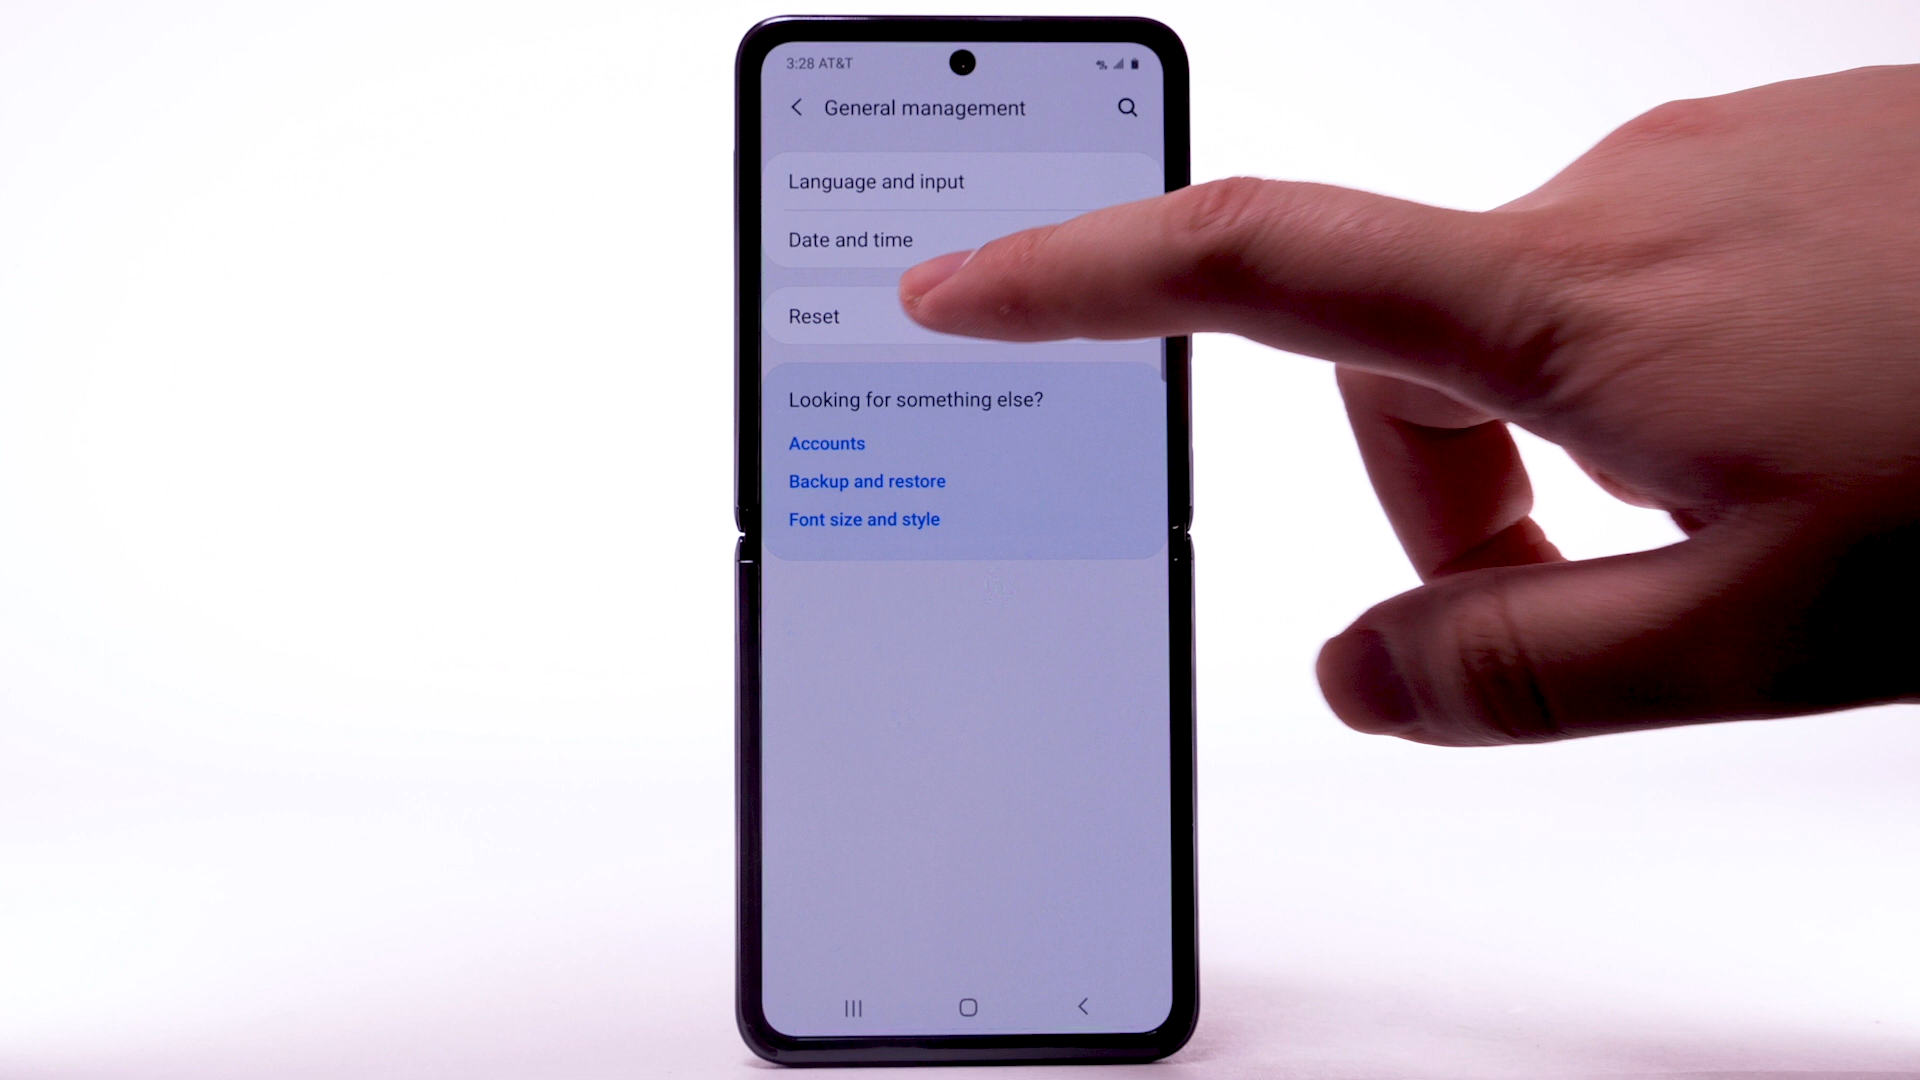 3:28 AT&T
General management
Language and input
Date and time
Reset
Looking for something else?
Accounts
Backup and restore
Font size and style